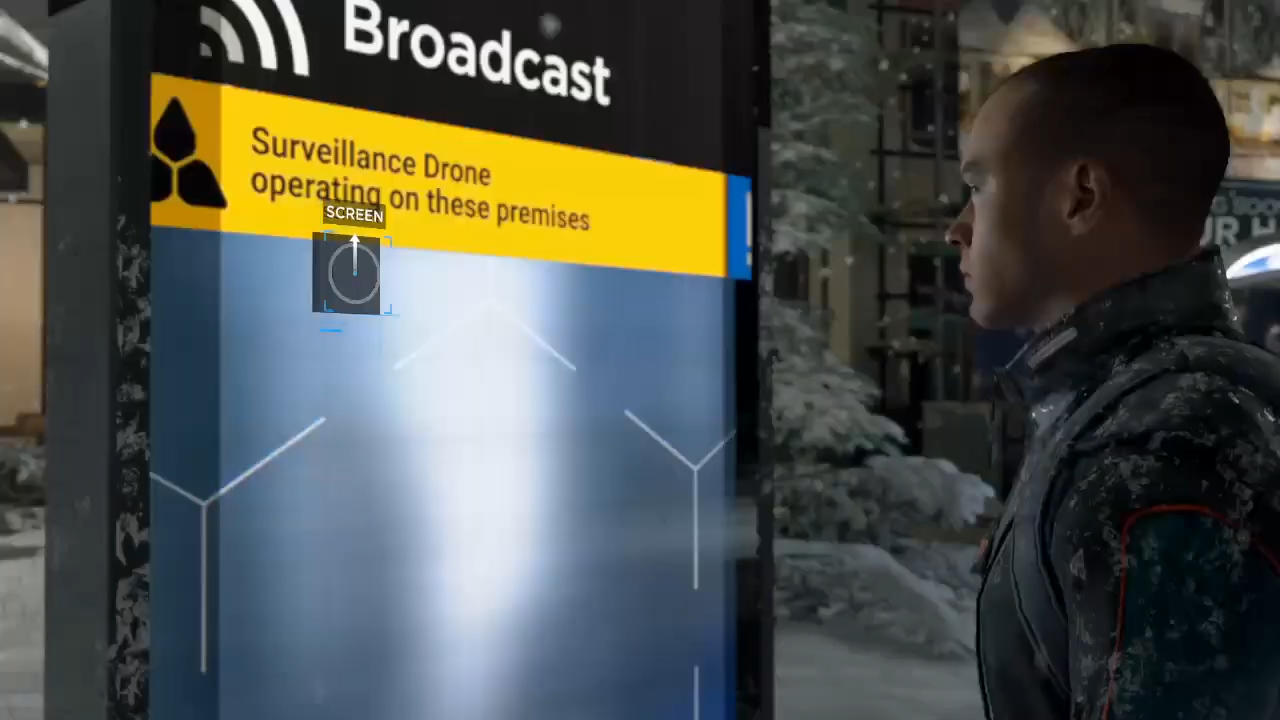 Broadcast
Surveillance Drone
operating on these premises
SCREEN